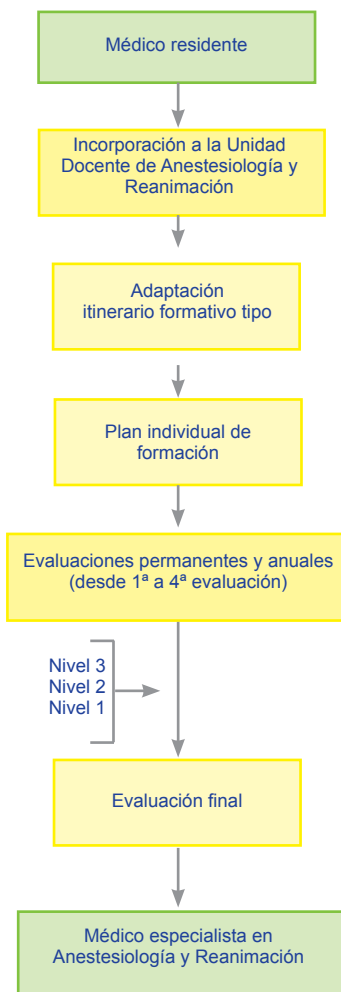 Médico residente
Incorporación a la Unidad
Docente de Anestesiología y
Reanimación
Adaptación
itinerario formativo tipo
Plan individual de
formación
Evaluaciones permanentes y anuales
(desde 1ª a 4ª evaluación)
Nivel 3
Nivel 2
Nivel 1
Evaluación final
Médico especialista en
Anestesiología y Reanimación